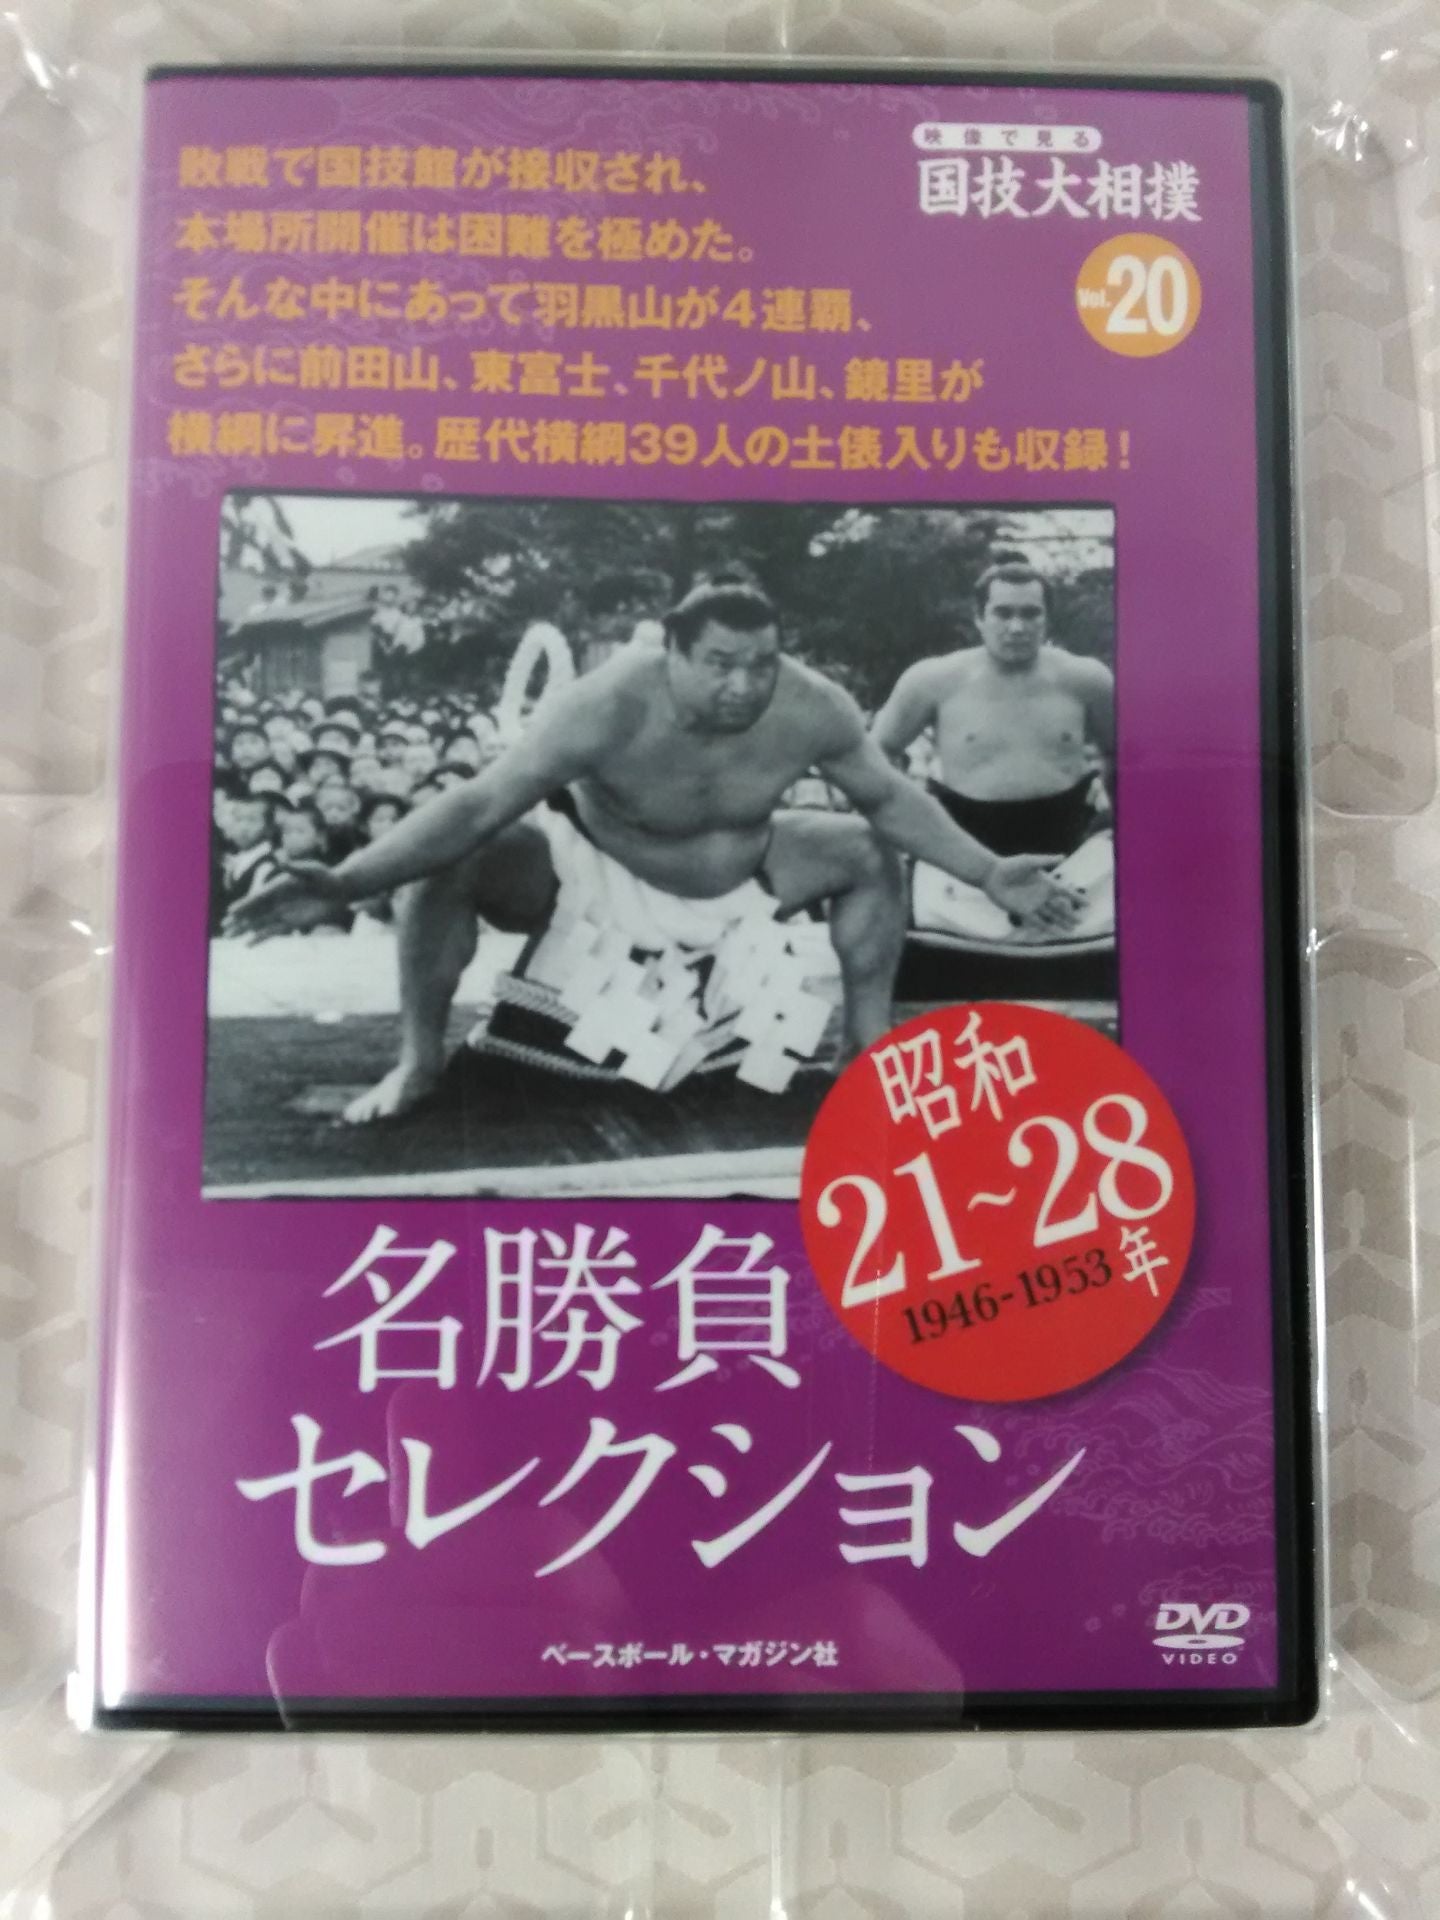 敗戦で国技館が接収され、
本場所開催は困難を極めた。
そんな中にあって羽黒山が4連覇、
さらに前田山、東富士、千代ノ山、鏡里が
横綱に昇進。歴代横綱39人の土俵入りも収録!
映像で見る
国技大相撲
Vol.20
昭和
21~28年
1946-1953
名勝負
セレクション
ベースボール・マガジン社
DVD
VIDEO